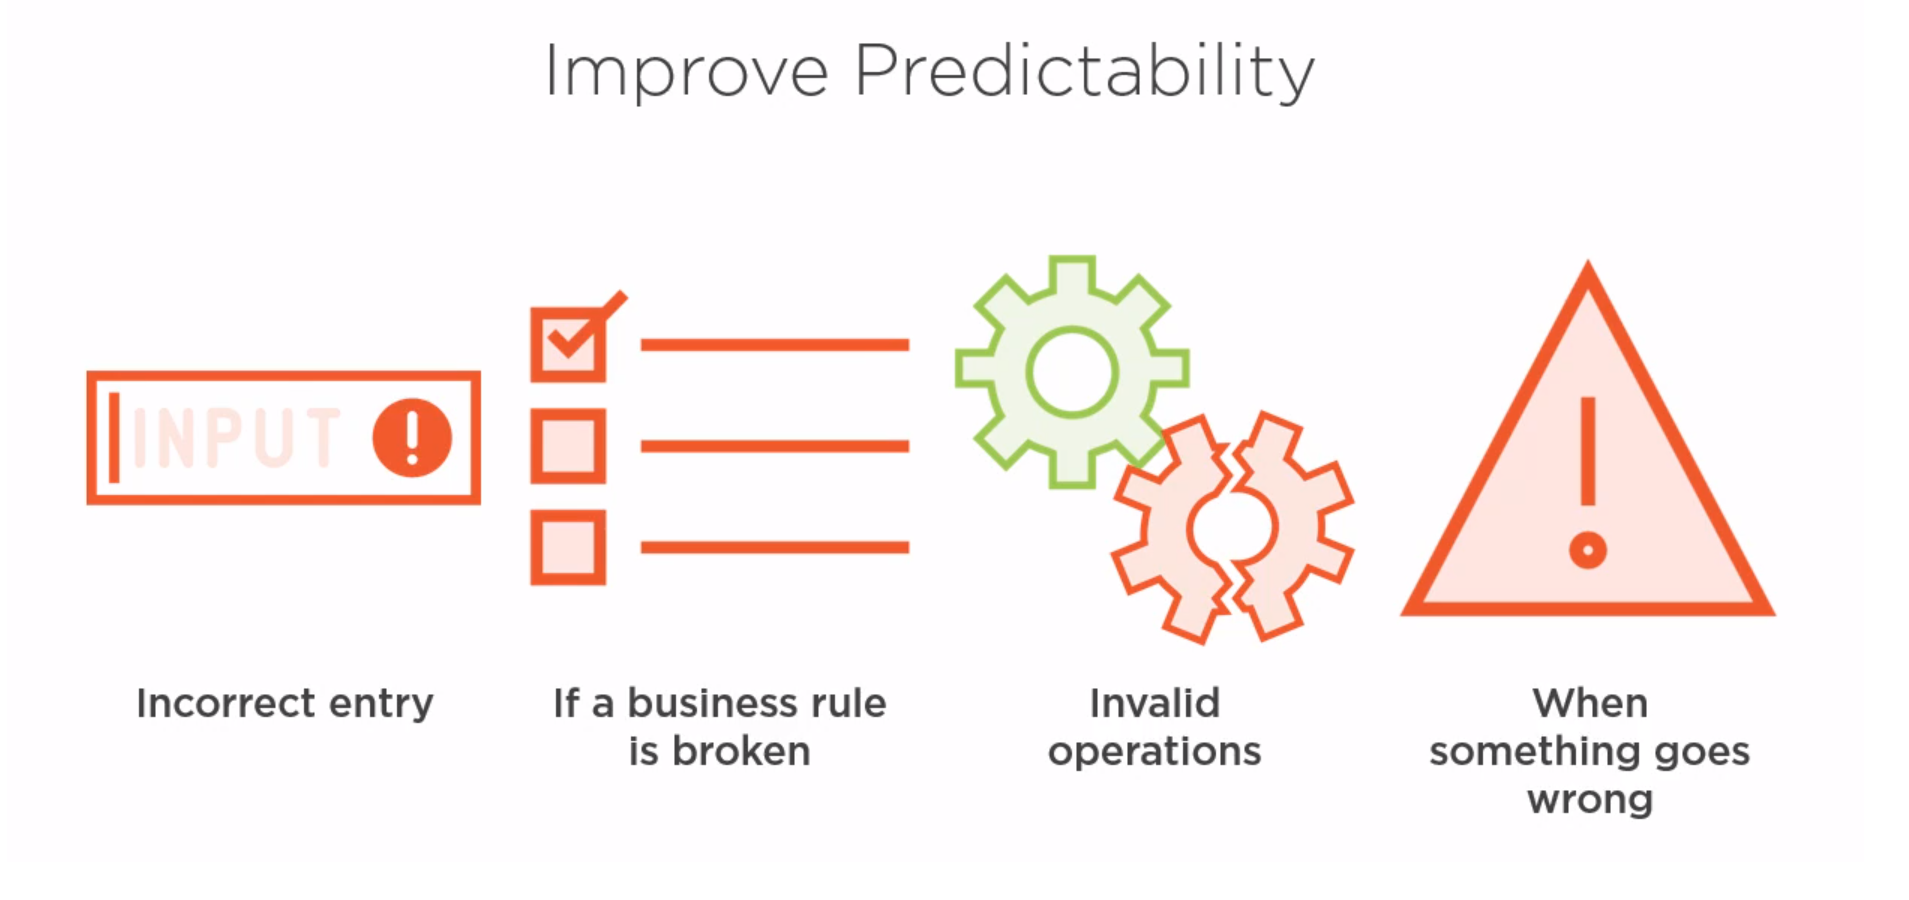 Improve Predictability
INPUT
Incorrect entry
If a business rule
is broken
Invalid
operations
When
something goes
wrong